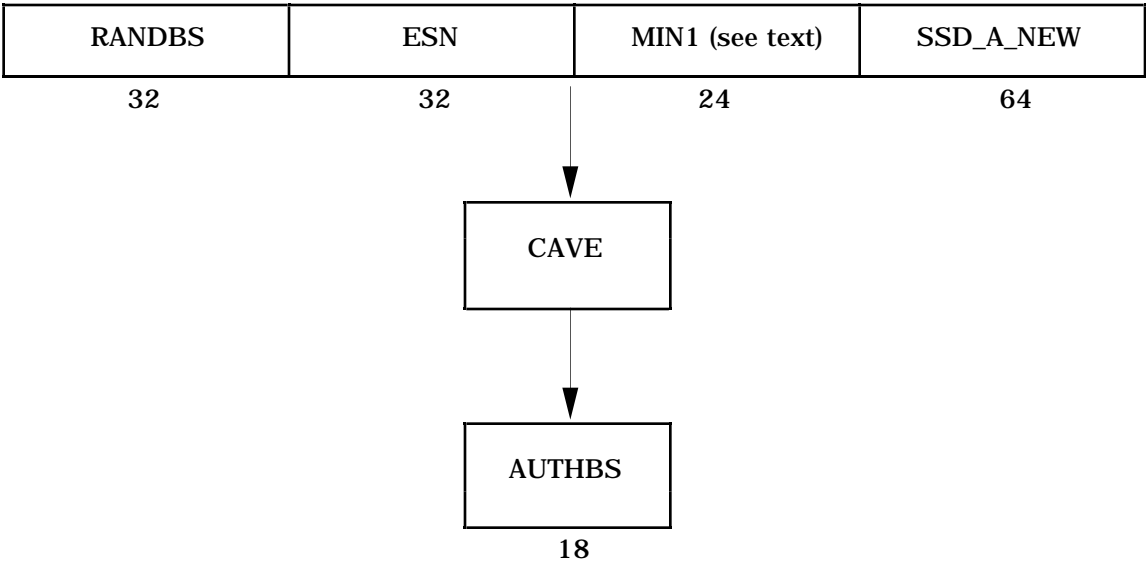 RANDBS ESN MIN1 (see text) SSD_A_NEW
32 32 24 64
CAVE
AUTHBS
18